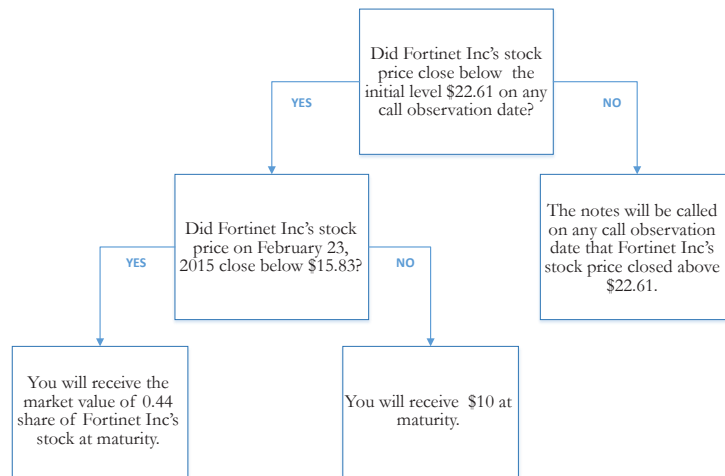 Did Fortinet Inc's stock
price close below the
initial level $22.61 on any
call observation date?
YES
NO
Did Fortinet Inc's stock
price on February 23,
2015 close below $15.83?
The notes will be called
on any call observation
date that Fortinet Inc's
stock price closed above
$22.61.
YES
NO
You will receive the
market value of 0.44
share of Fortinet Inc's
stock at maturity.
You will receive $10 at
maturity.